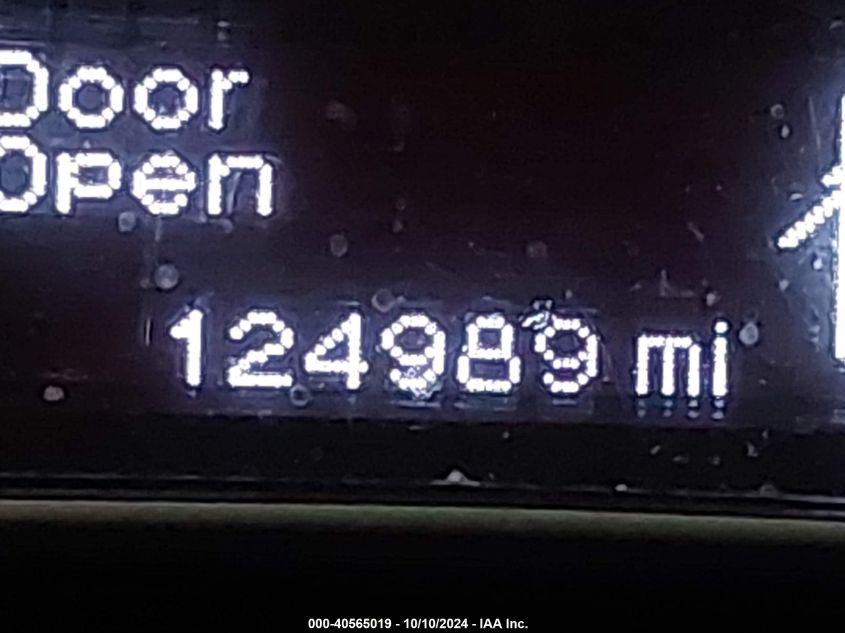 Door
Open
124989 mi
000-40565019 - 10/10/2024 - IAA Inc.